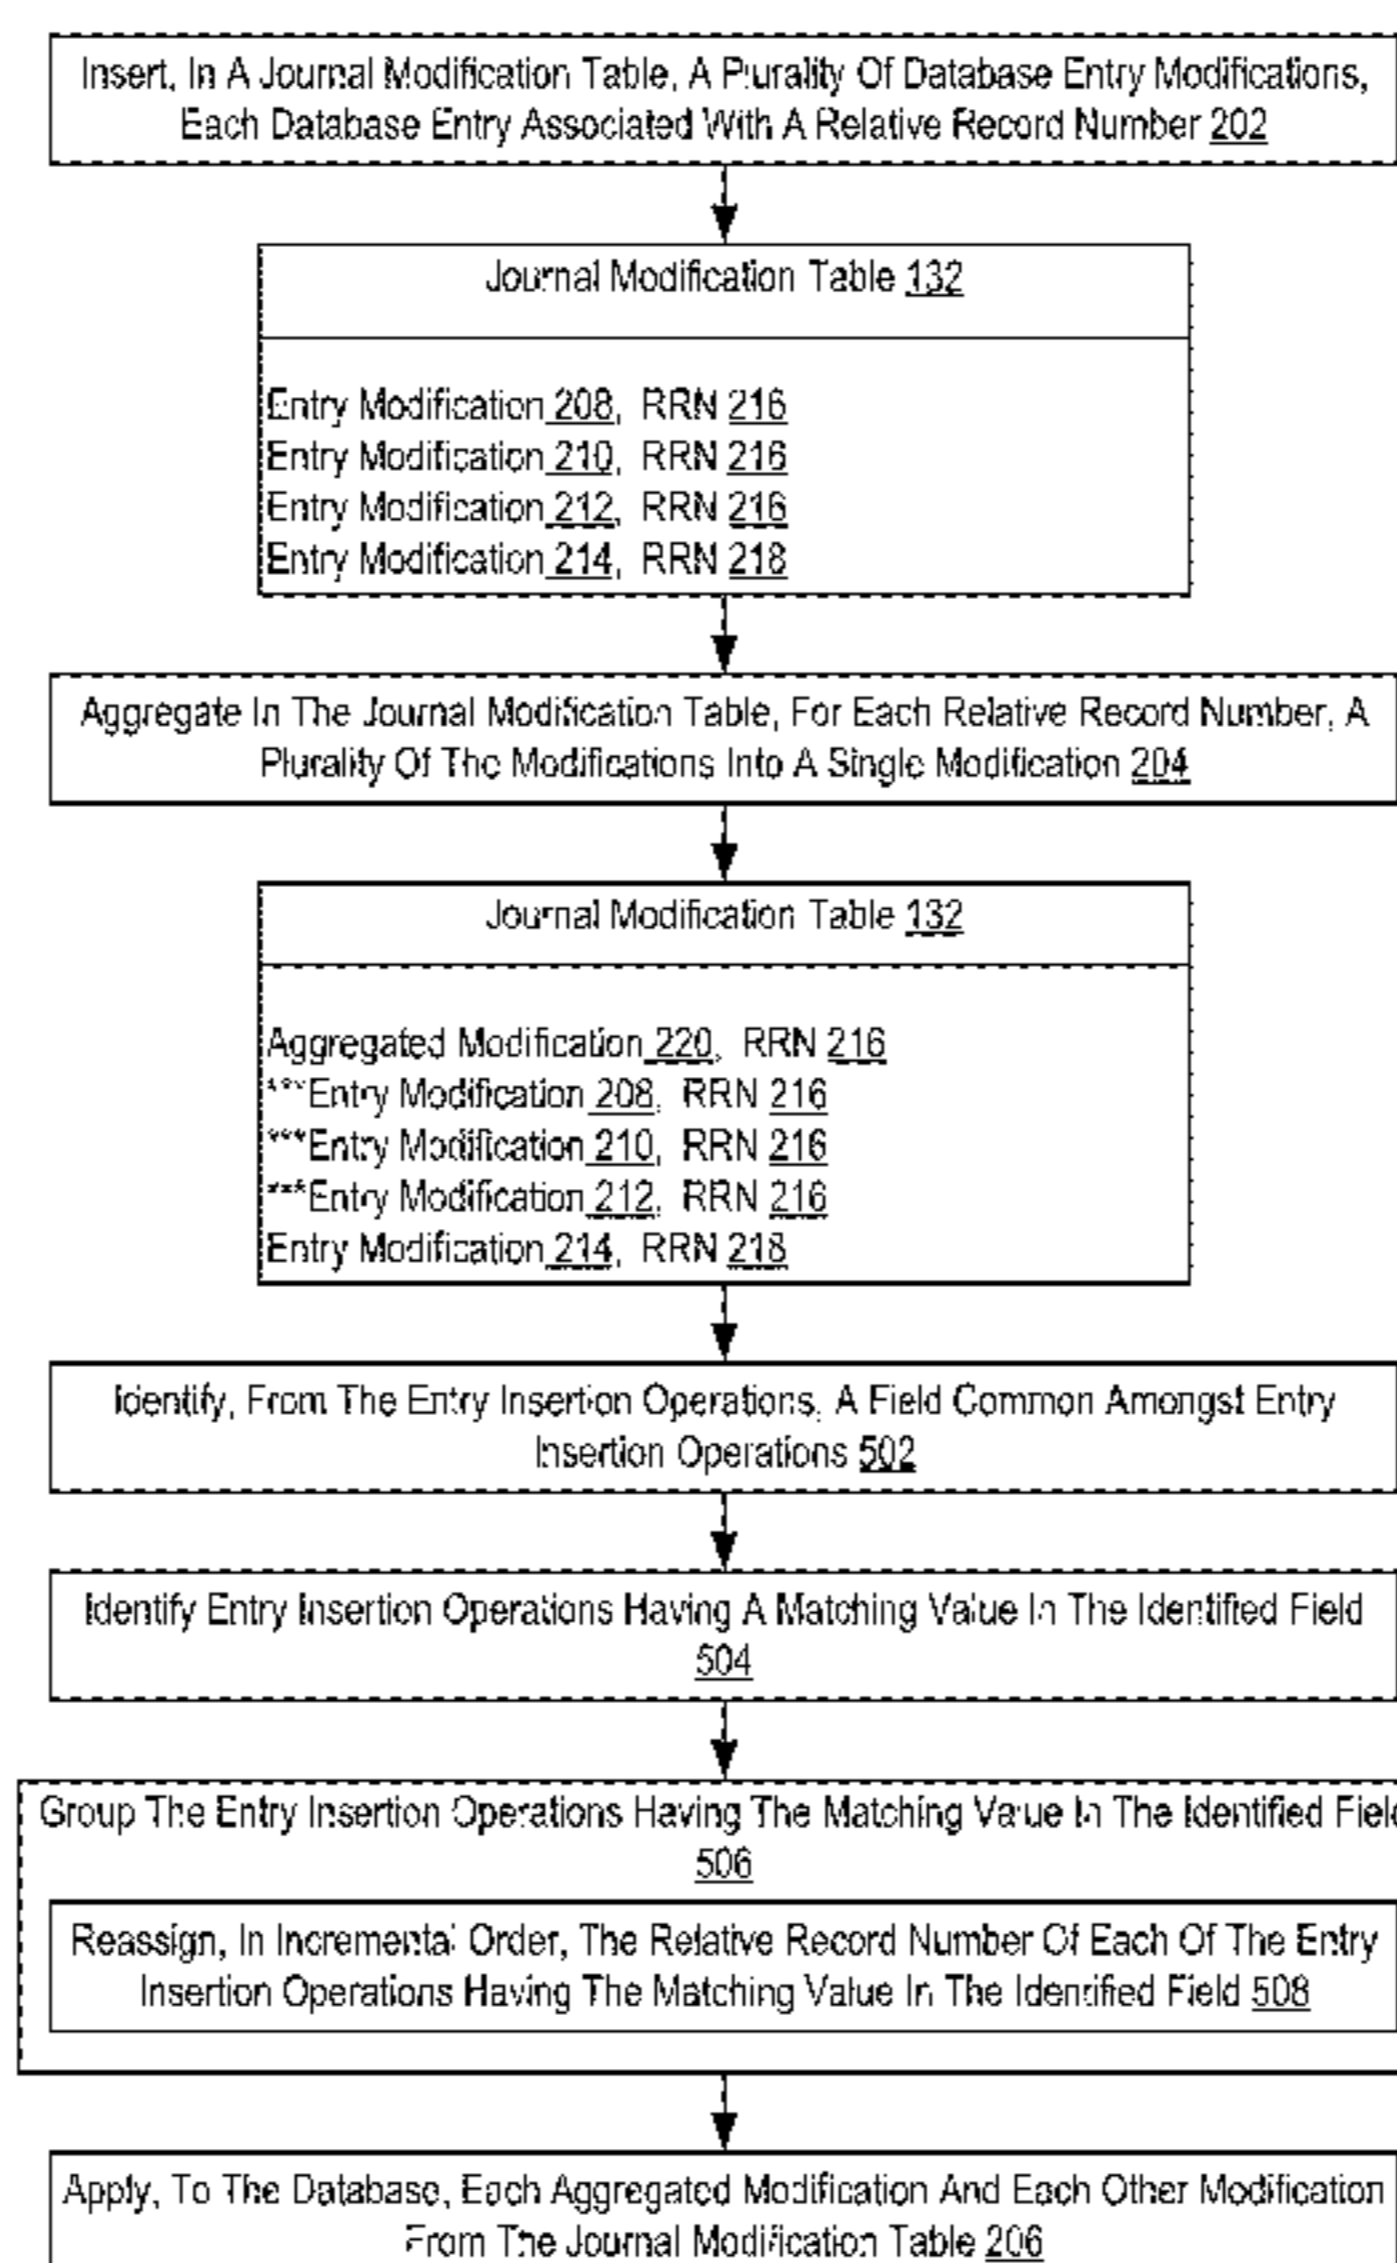 Insert, In A Journal Modification Table, A Plurality Of Database Entry Modifications,
Each Database Entry Associated With A Relative Record Number 202
Journal Modification Table 132
Entry Modification 208, RRN 216
Entry Modification 210, RRN 216
Entry Modification 212, RRN 216
Entry Modification 214, RRN 218
Aggregate In The Journal Modification Table, For Each Relative Record Number, A
Plurality Of The Modifications Into A Single Modification 204
Journal Modification Table 132
Aggregated Modification 220, RRN 216
***Entry Modification 208, RRN 216
***Entry Modification 210, RRN 216
***Entry Modification 212, RRN 216
Entry Modification 214, RRN 218
Identify, From The Entry Insertion Operations, A Field Common Amongst Entry
Insertion Operations 502
Identify Entry Insertion Operations Having A Matching Value In The Identified Field
504
Group The Entry Insertion Operations Having The Matching Value In The Identified Field
506
Reassign, In Incremental Order, The Relative Record Number Of Each Of The Entry
Insertion Operations Having The Matching Value In The Identified Field 508
Apply, To The Database, Each Aggregated Modification And Each Other Modification
From The Journal Modification Table 206